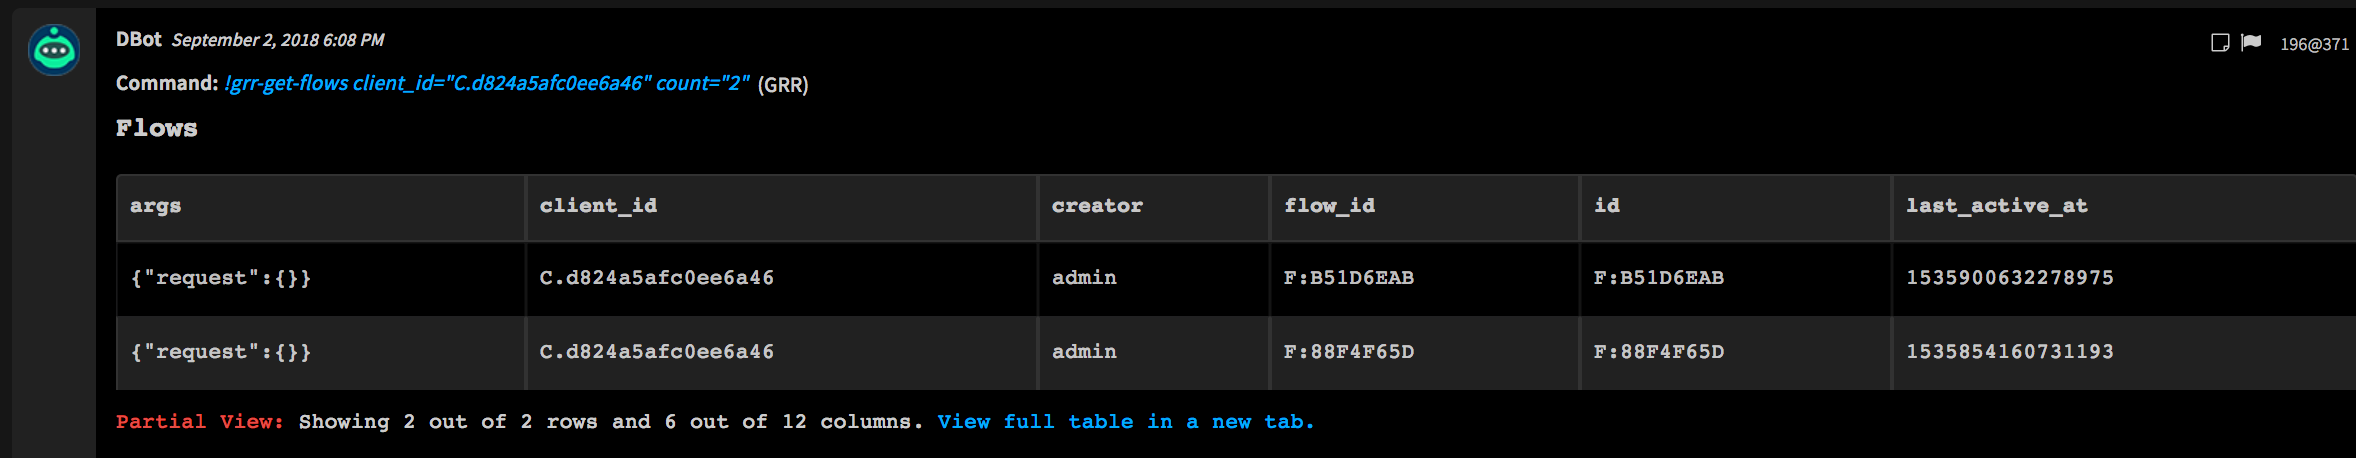 DBot September 2, 2018 6:08 PM 196@371
Command: !grr-get-flows client_id="C.d824a5afc0ee6a46" count="2" (GRR)
Flows
args client_id creator flow_id id last_active_at
{"request":{}} C.d824a5afc0ee6a46 admin F:B51D6EAB F:B51D6EAB 1535900632278975
{"request":{}} C.d824a5afc0ee6a46 admin F:88F4F65D F:88F4F65D 1535854160731193
Partial View: Showing 2 out of 2 rows and 6 out of 12 columns. View full table in a new tab.